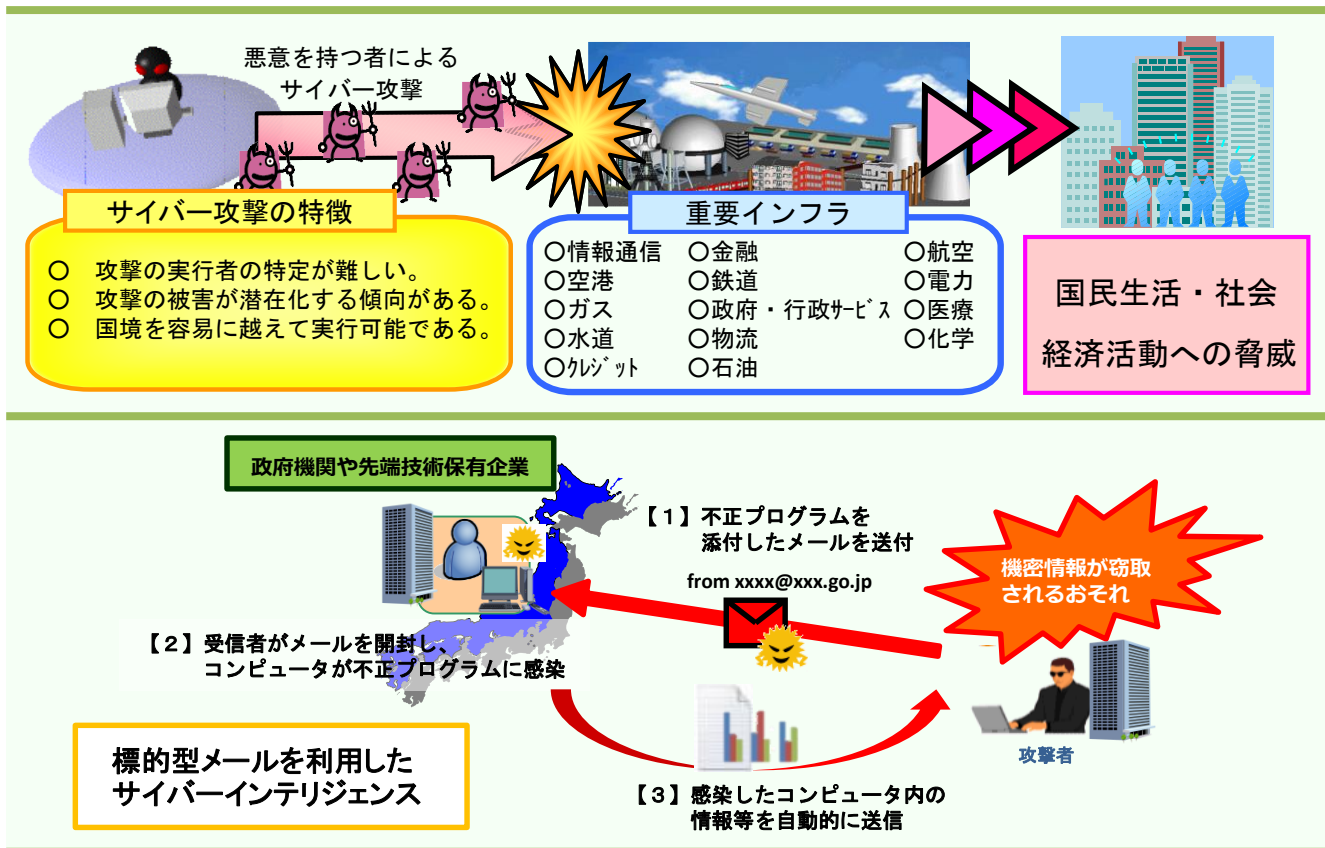 悪意を持つ者による
サイバー攻撃
サイバー攻撃の特徴
○ 攻撃の実行者の特定が難しい。
○ 攻撃の被害が潜在化する傾向がある。
○ 国境を容易に越えて実行可能である。
重要インフラ
○情報通信 ○金融 ○航空
○空港 ○鉄道 ○電力
○ガス ○政府・行政ｻｰﾋﾞｽ ○医療
○水道 ○物流 ○化学
○ｸﾚｼﾞｯﾄ ○石油
国民生活・社会
経済活動への脅威
政府機関や先端技術保有企業
【１】不正プログラムを
添付したメールを送付
from xxxx@xxx.go.jp
機密情報が窃取
されるおそれ
【２】受信者がメールを開封し、
コンピュータが不正プログラムに感染
攻撃者
標的型メールを利用した
サイバーインテリジェンス
【３】感染したコンピュータ内の
情報等を自動的に送信